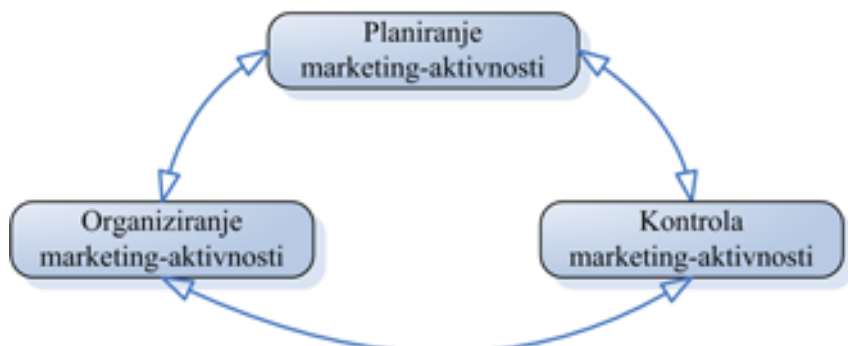 Planiranje
marketing-aktivnosti
Organiziranje
marketing-aktivnosti
Kontrola
marketing-aktivnosti